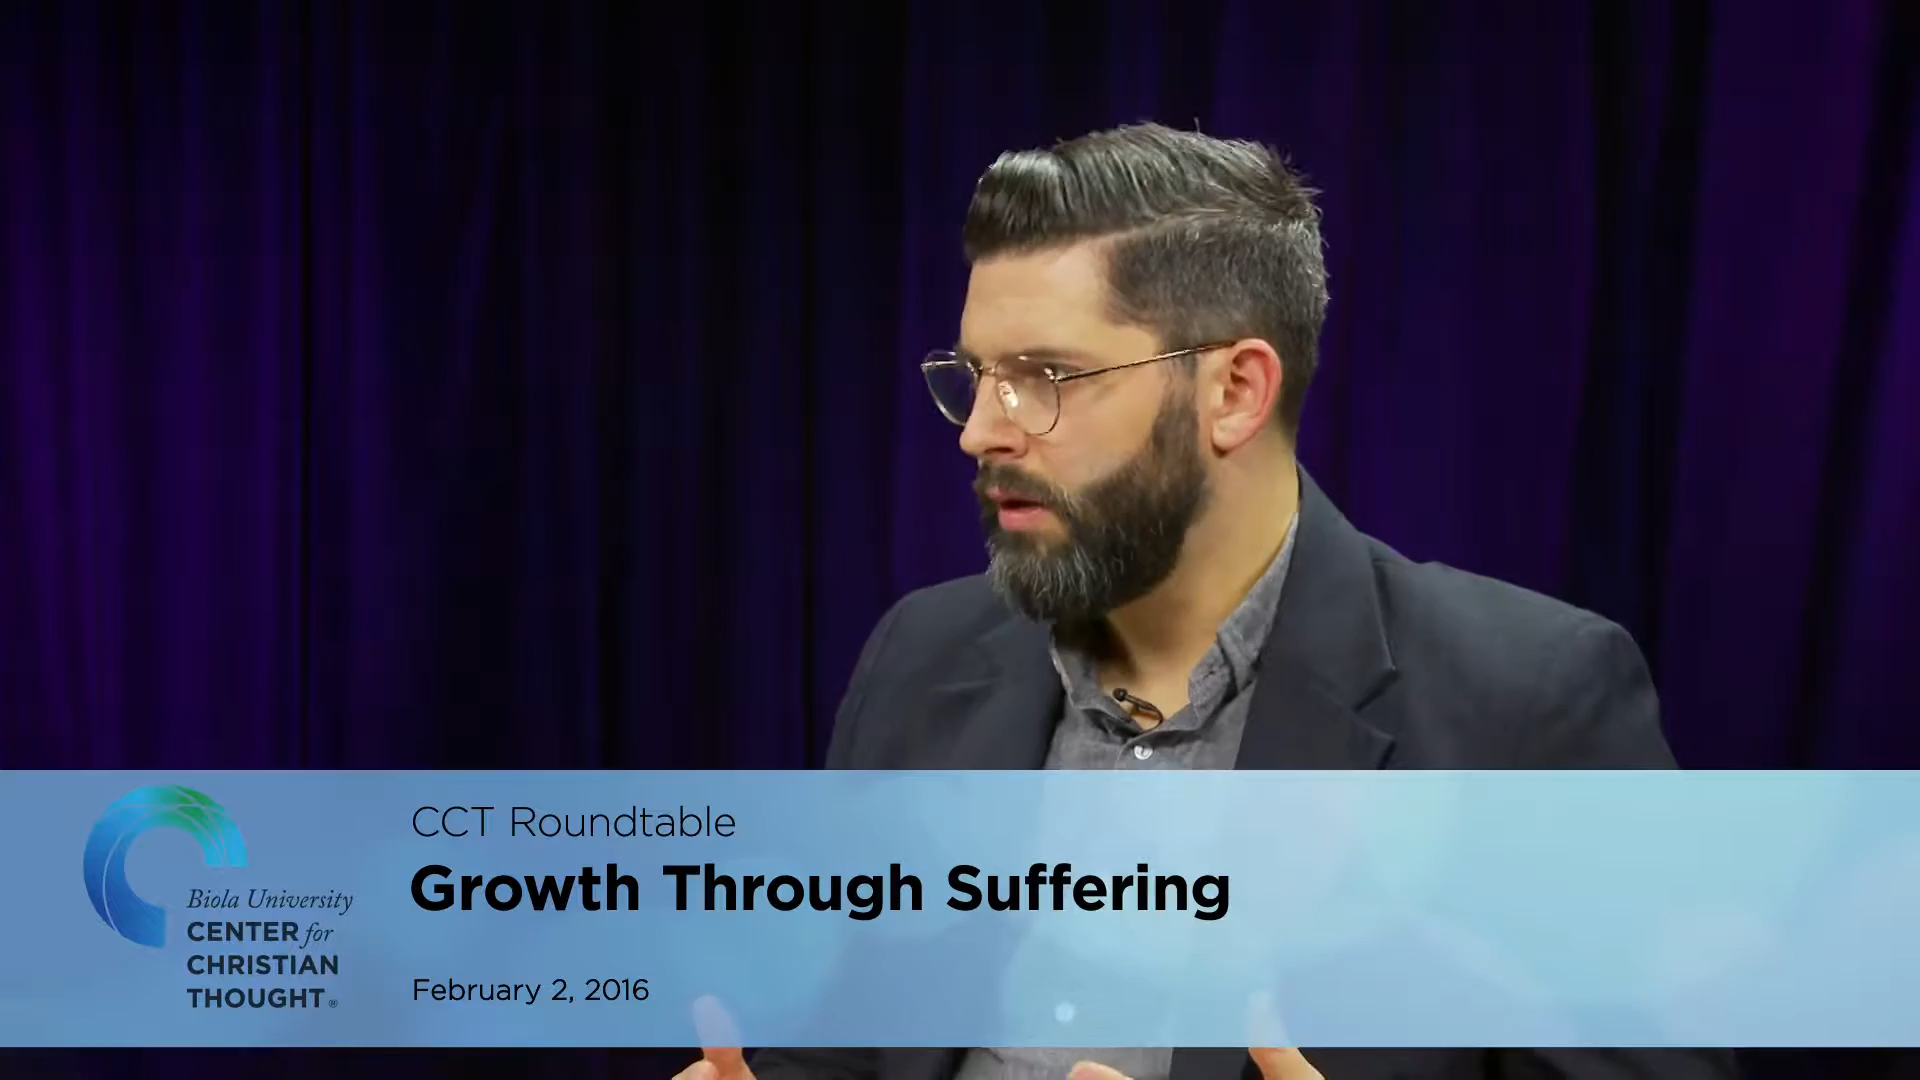 CCT Roundtable
Growth Through Suffering
February 2, 2016
Biola University
CENTER for
CHRISTIAN
THOUGHT®